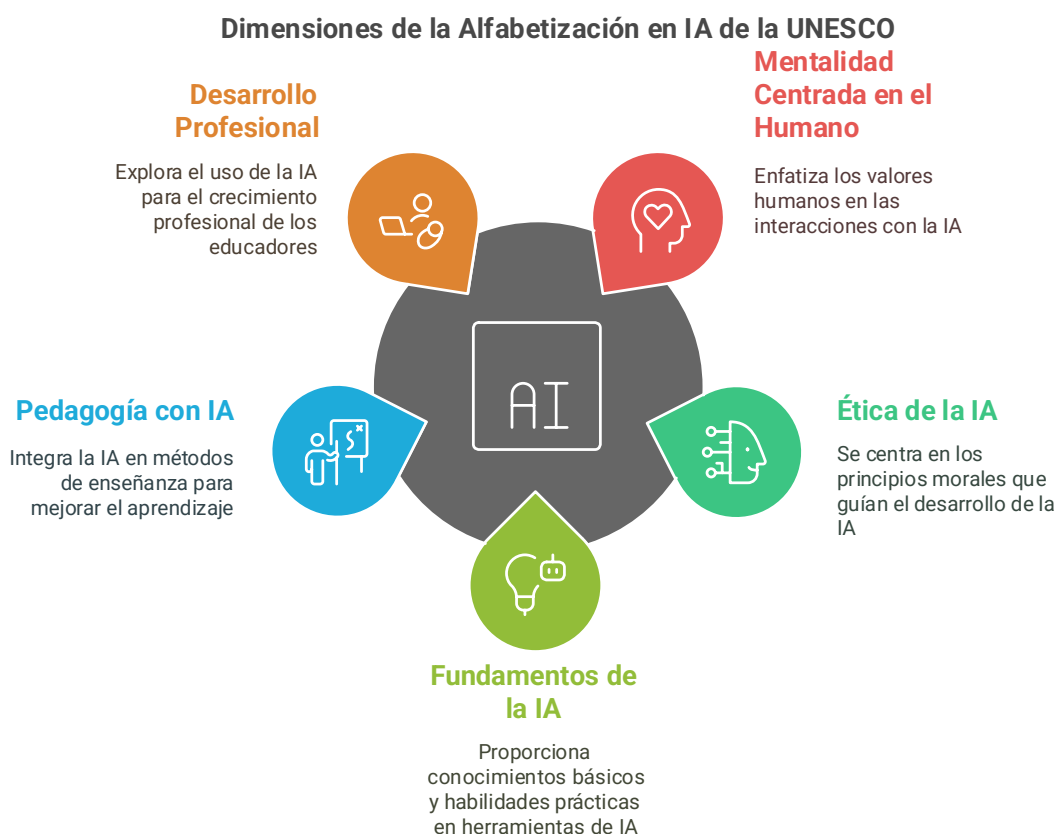 Dimensiones de la Alfabetización en IA de la UNESCO
Desarrollo
Profesional
Explora el uso de la IA
para el crecimiento
profesional de los
educadores
Mentalidad
Centrada en el
Humano
Enfatiza los valores
humanos en las
interacciones con la IA
AI
Pedagogía con IA
Integra la IA en métodos
de enseñanza para
mejorar el aprendizaje
Ética de la IA
Se centra en los
principios morales que
guían el desarrollo de la
IA
Fundamentos de
la IA
Proporciona
conocimientos básicos
y habilidades prácticas
en herramientas de IA